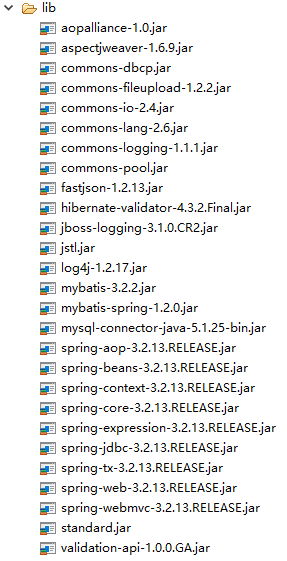 lib
aopalliance-1.0.jar
aspectjweaver-1.6.9.jar
commons-dbcp.jar
commons-fileupload-1.2.2.jar
commons-io-2.4.jar
commons-lang-2.6.jar
commons-logging-1.1.1.jar
commons-pool.jar
fastjson-1.2.13.jar
hibernate-validator-4.3.2.Final.jar
jboss-logging-3.1.0.CR2.jar
jstl.jar
log4j-1.2.17.jar
mybatis-3.2.2.jar
mybatis-spring-1.2.0.jar
mysql-connector-java-5.1.25-bin.jar
spring-aop-3.2.13.RELEASE.jar
spring-beans-3.2.13.RELEASE.jar
spring-context-3.2.13.RELEASE.jar
spring-core-3.2.13.RELEASE.jar
spring-expression-3.2.13.RELEASE.jar
spring-jdbc-3.2.13.RELEASE.jar
spring-tx-3.2.13.RELEASE.jar
spring-web-3.2.13.RELEASE.jar
spring-webmvc-3.2.13.RELEASE.jar
standard.jar
validation-api-1.0.0.GA.jar